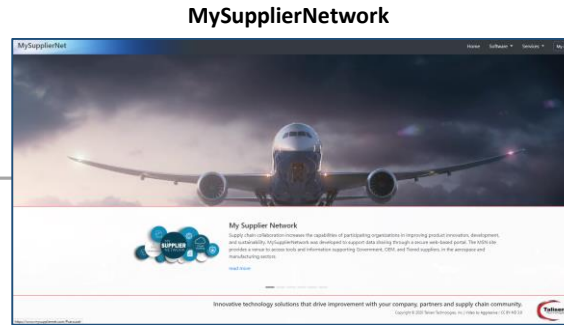 MySupplierNetwork
MySupplierNet
Home Software Services My
SUPPLIER
My Supplier Network
Supply chain collaboration increases the capabilities of participating organizations in improving product innovation, development,
and sustainability. MySupplierNetwork was developed to support data sharing through a secure web-based portal. The MSN site
provides a venue to access tools and information supporting Government, OEM, and Tiered suppliers, in the aerospace and
manufacturing sectors.
read more
Innovative technology solutions that drive improvement with your company, partners and supply chain community.